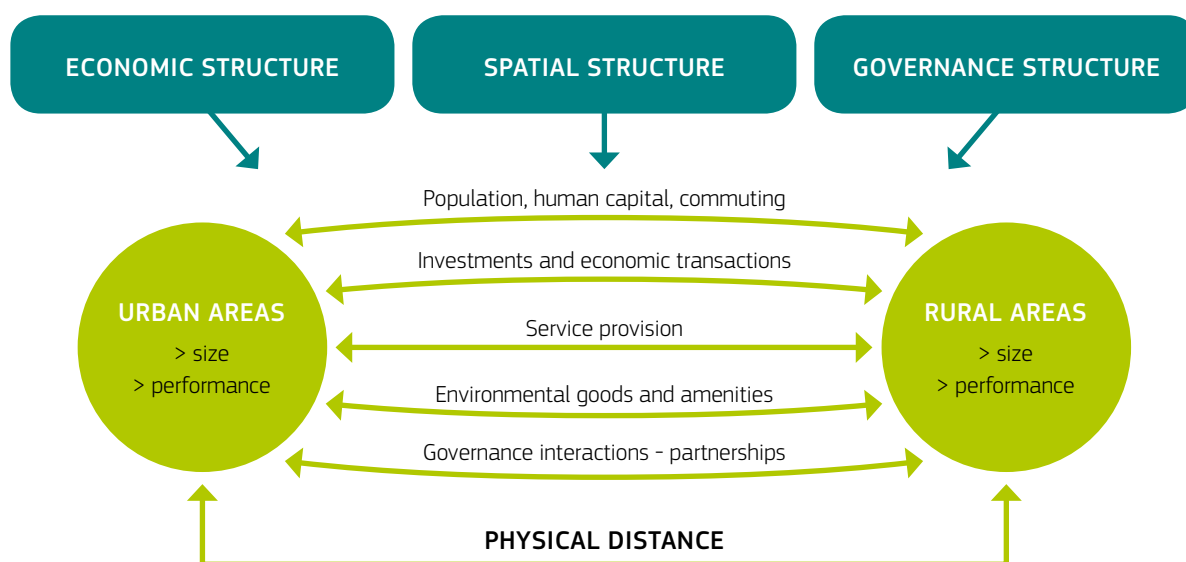 ECONOMIC STRUCTURE
SPATIAL STRUCTURE
GOVERNANCE STRUCTURE
Population, human capital, commuting
Investments and economic transactions
Service provision
Environmental goods and amenities
Governance interactions - partnerships
URBAN AREAS
> size
> performance
RURAL AREAS
> size
> performance
PHYSICAL DISTANCE